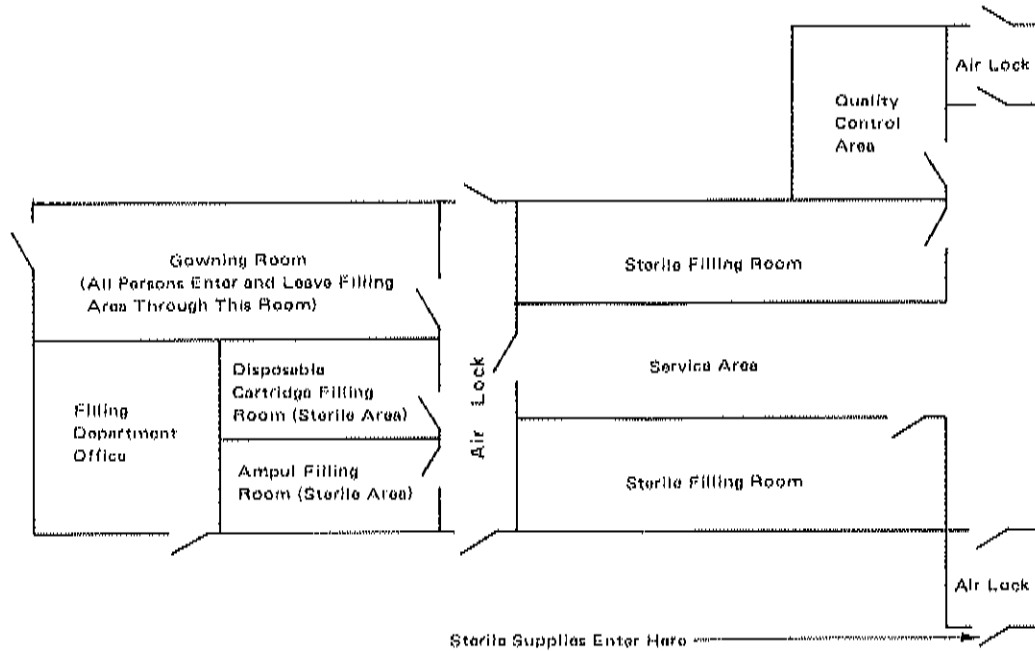 Air Lock
Quality
Control
Area
Gowning Room
(All Persons Enter and Leave Filling
Area Through This Room)
Sterile Filling Room
Disposable
Cartridge Filling
Room (Sterile Area)
Air Lock
Service Area
Filling
Department
Office
Ampul Filling
Room (Sterile Area)
Sterile Filling Room
Air Lock
Sterile Supplies Enter Here